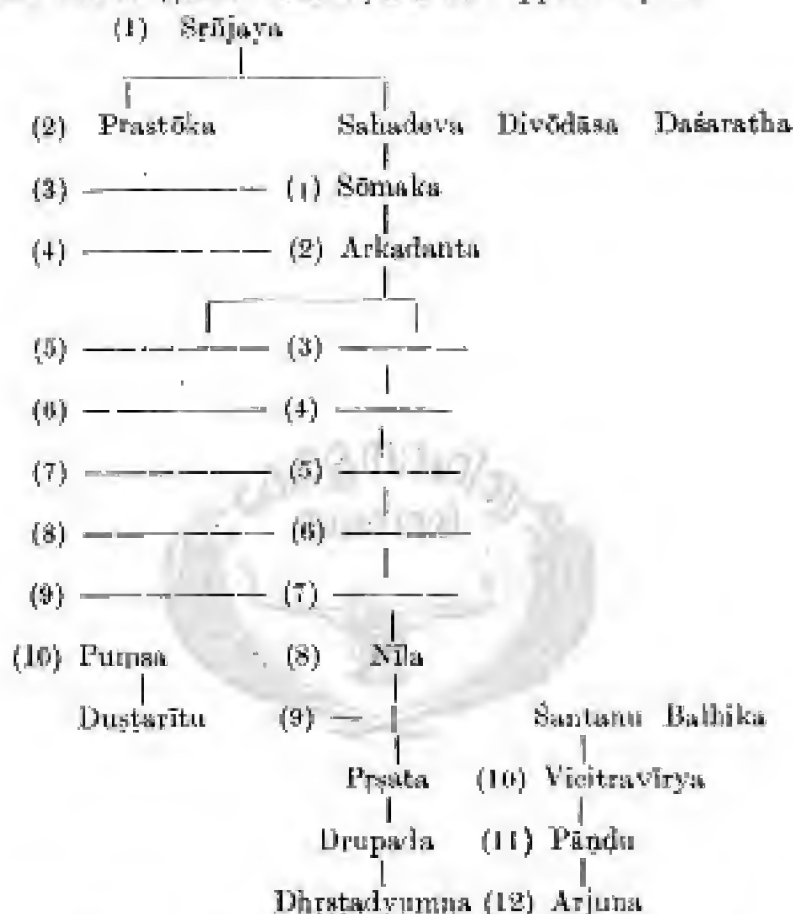 (1) Sṛñjaya
(2) Prastōka Sahadeva Divōdāsa Daśaratha
(3) (1) Sōmaka
(4) (2) Arkadanta
(5) (3)
(6) (4)
(7) (5)
(8) (6)
(9) (7)
(10) Pumsa (8) Nīla
Duṣṭarītu (9) Śantanu Balhika
Pṛṣata (10) Vicitravīrya
Drupada (11) Pāṇḍu
Dhṛstadyumna (12) Arjuna